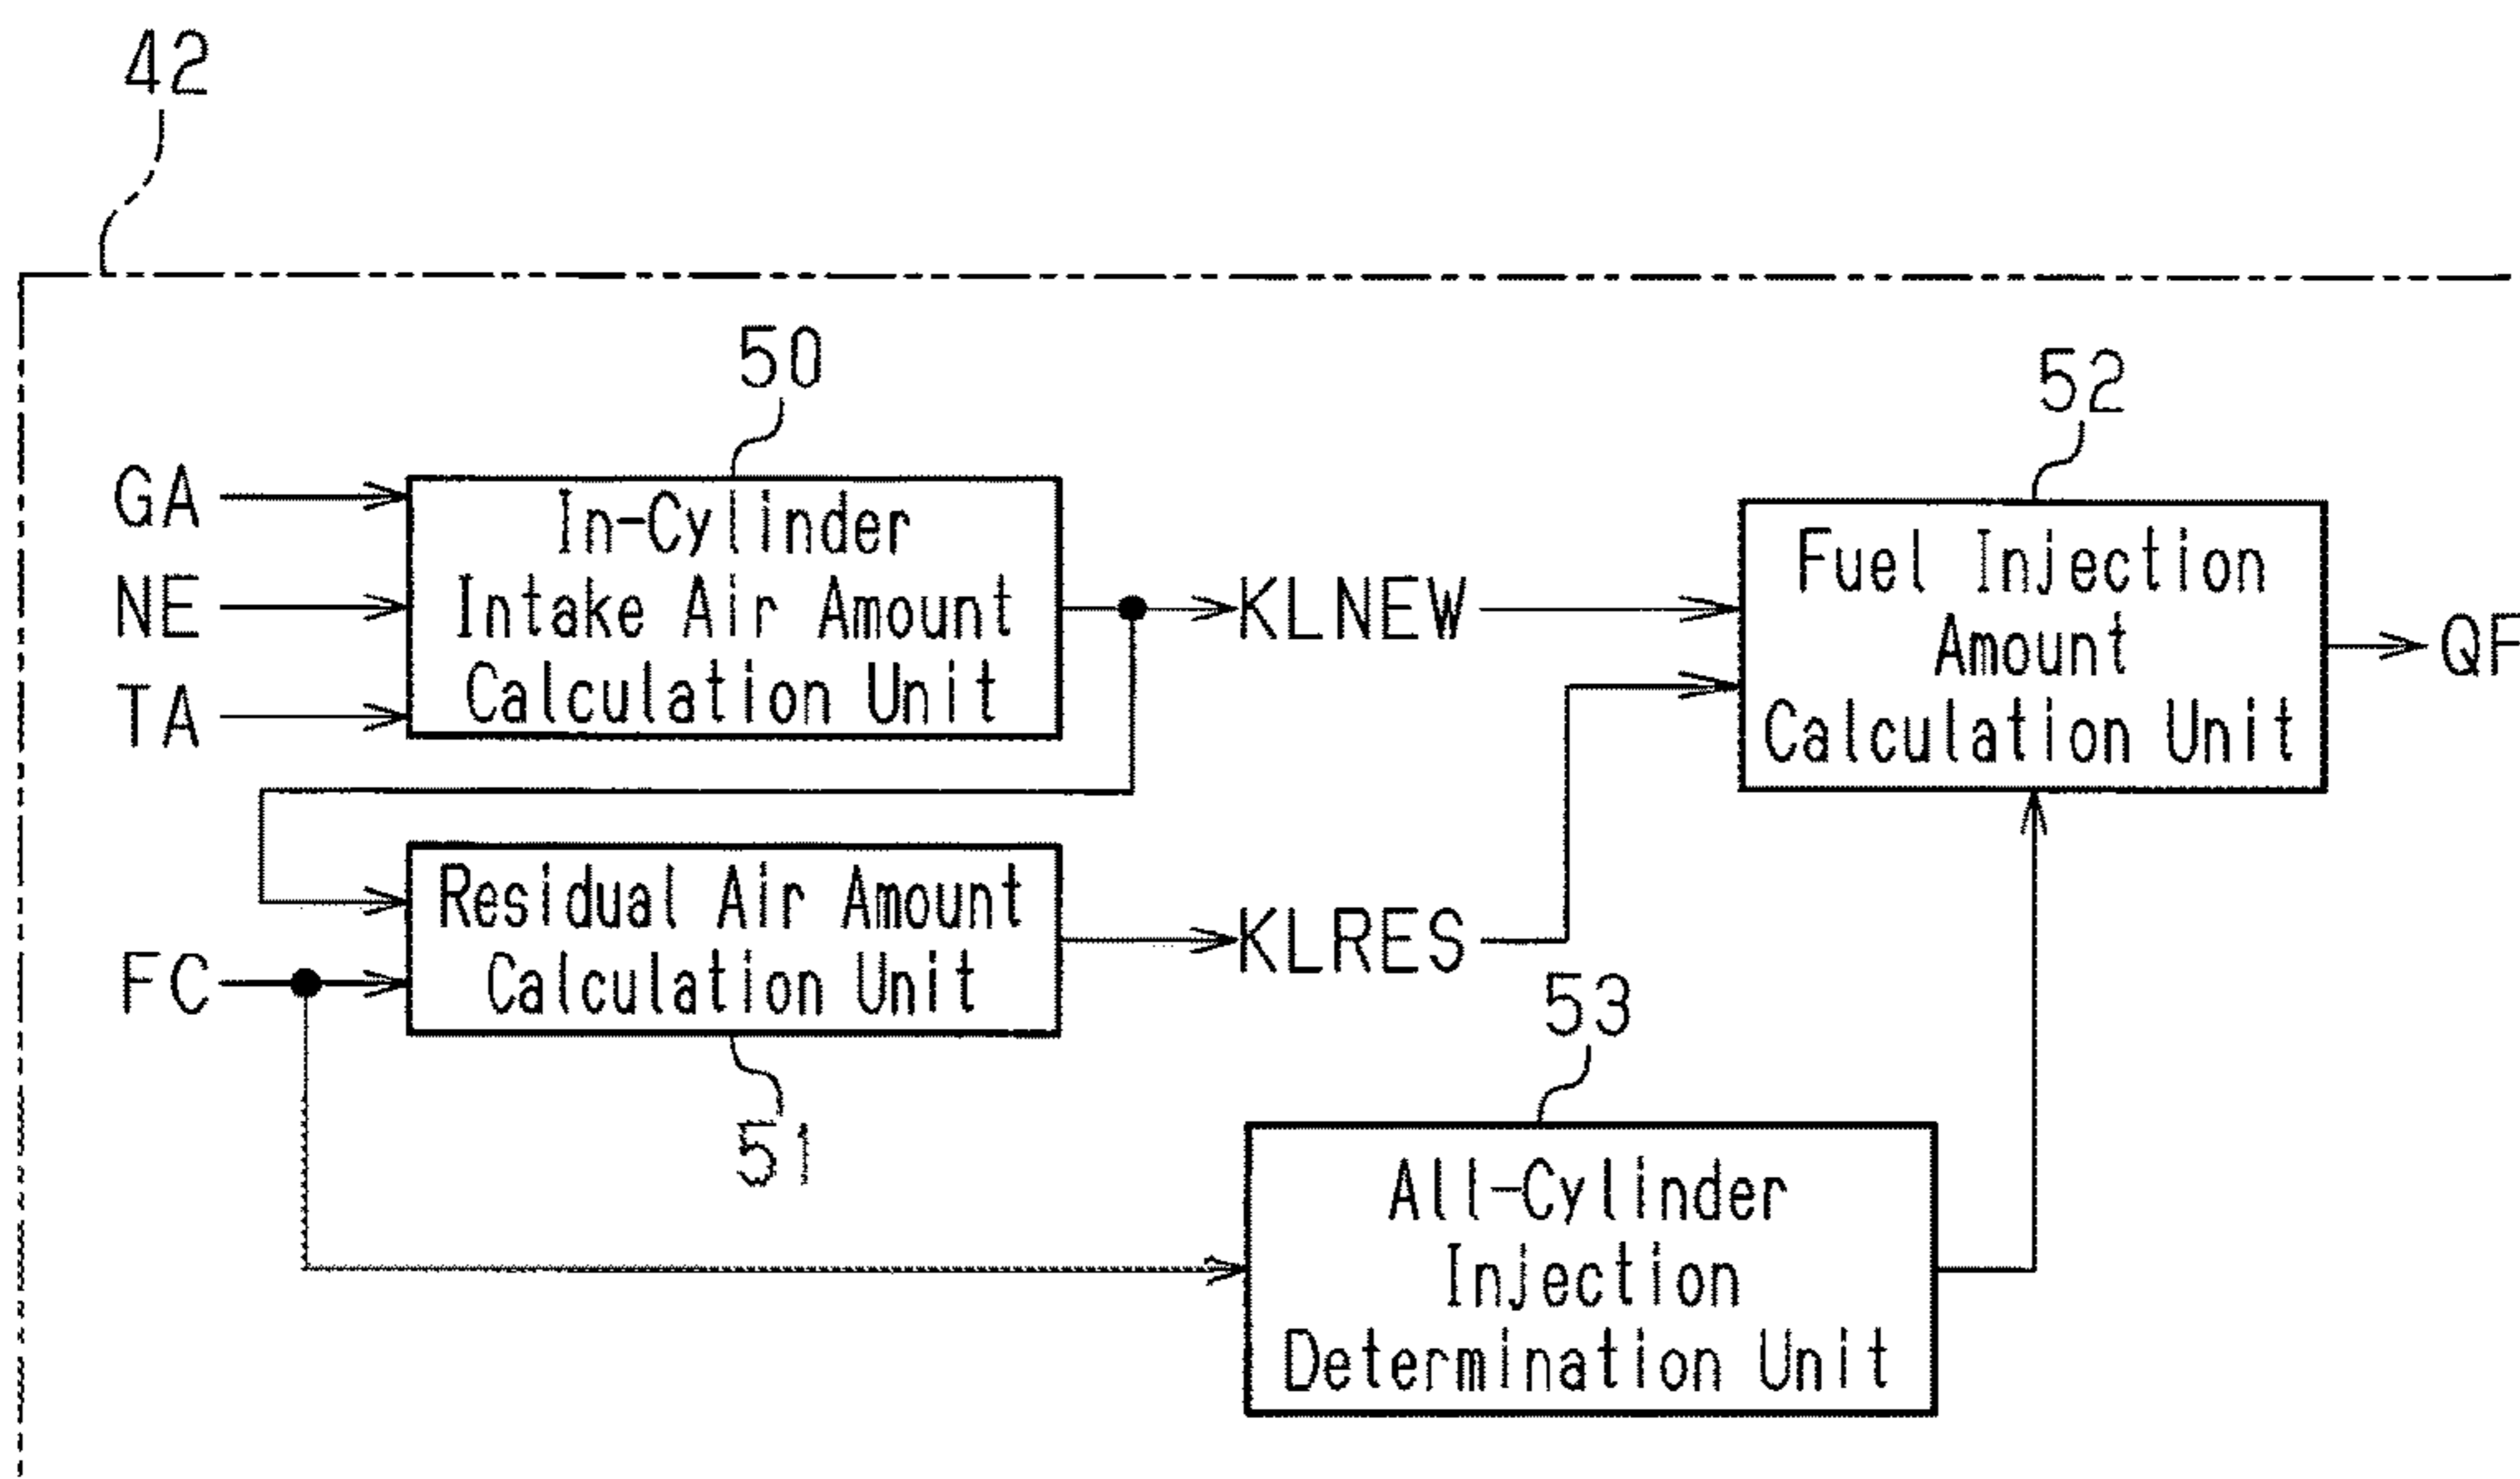 42
50
In-Cylinder
Intake Air Amount
Calculation Unit
GA
NE
TA
KLNEW
52
Fuel Injection
Amount
Calculation Unit
QF
Residual Air Amount
Calculation Unit
FC
KLRES
51
53
All-Cylinder
Injection
Determination Unit